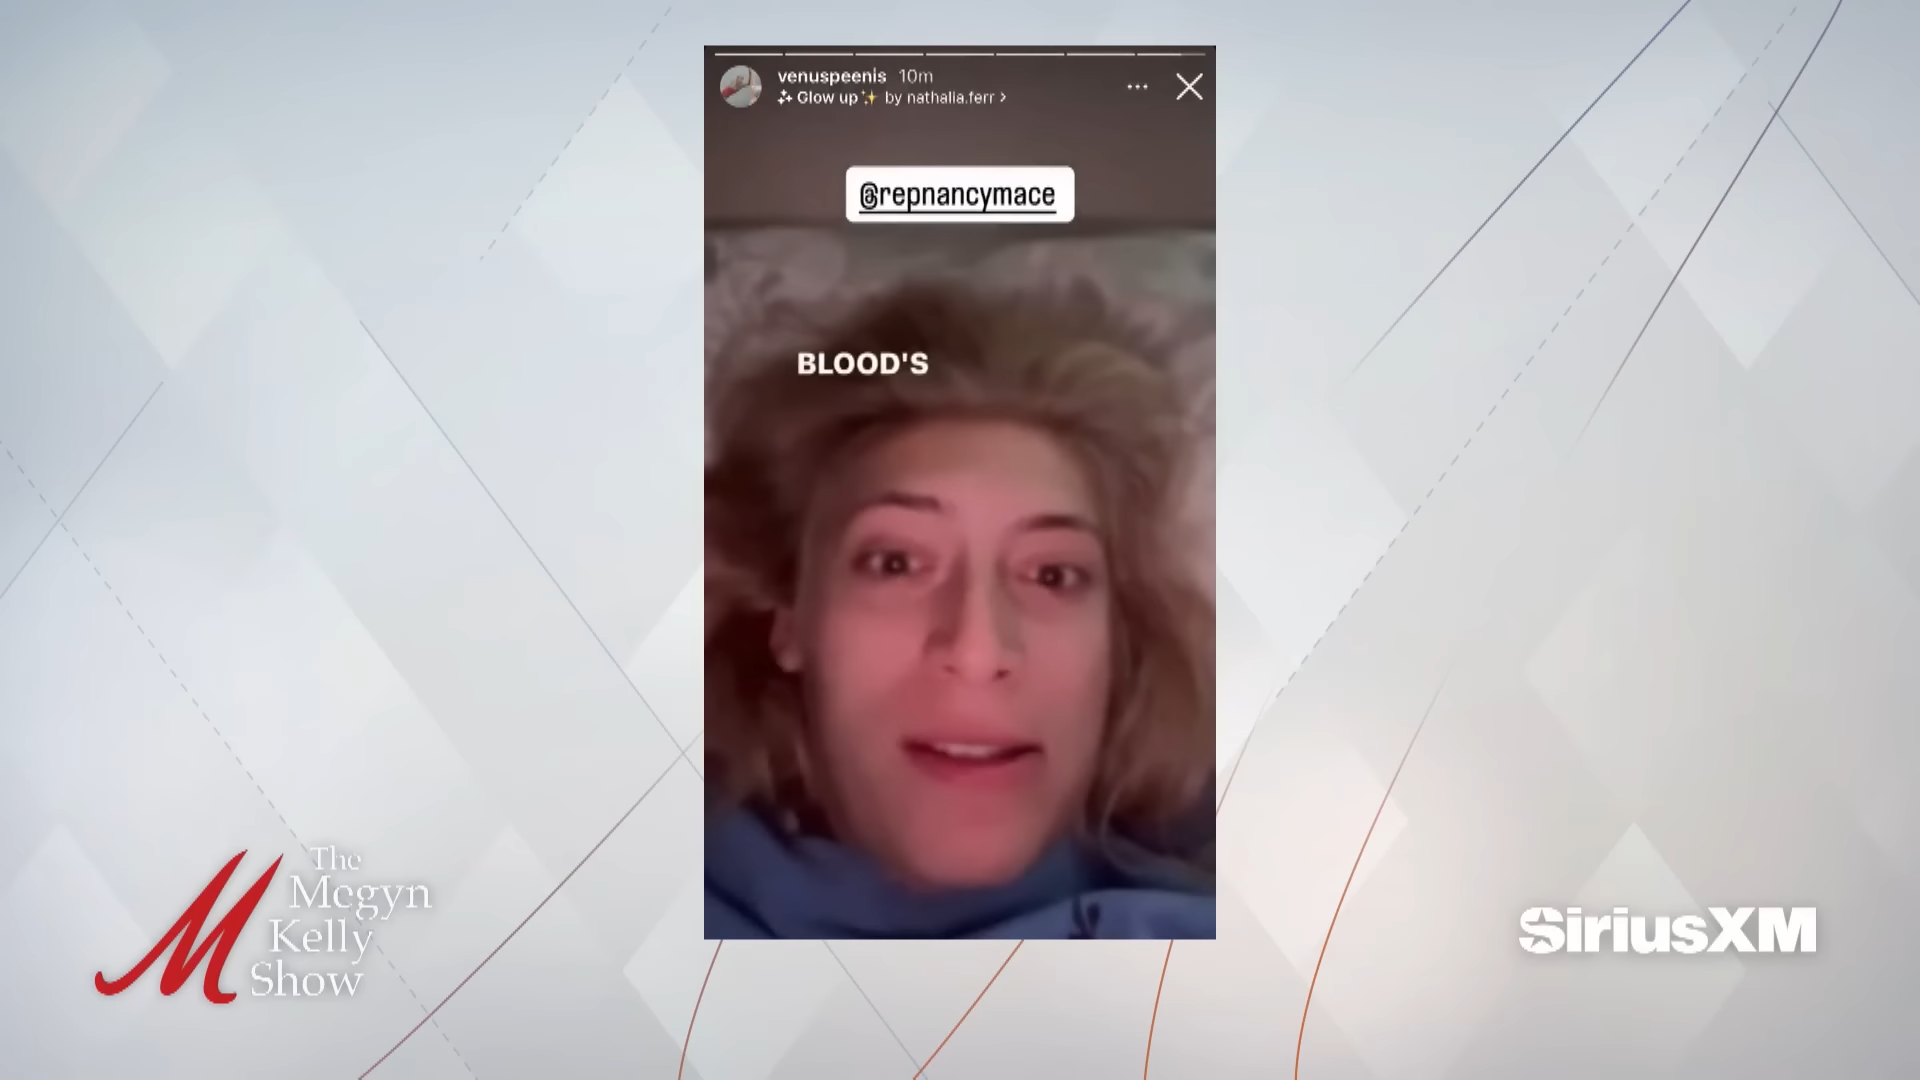 venuspeenis 10m
Glow up✨ by nathalia.ferr >
@repnancymace
BLOOD'S
The
Megyn
Kelly
Show
SiriusXM